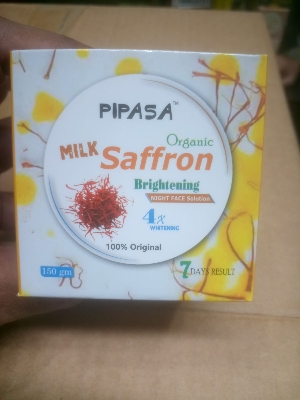 PIPASA™
Organic
MILK
Saffron
Brightening
NIGHT FACE Solution
4x
WHITENING
100% Original
150 gm
7 DAYS RESULT